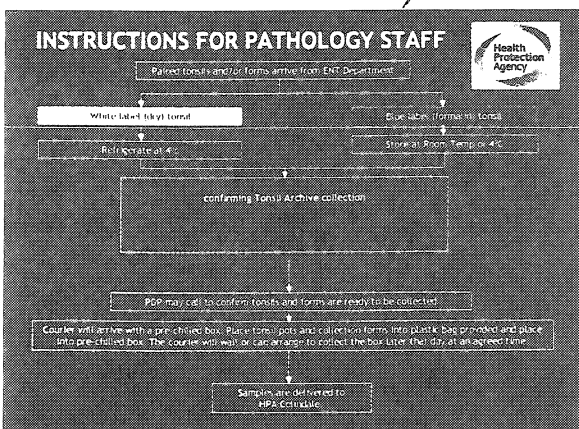 INSTRUCTIONS FOR PATHOLOGY STAFF
Health
Protection
Agency
Paired tonsils and/or forms arrive from ENT Department
White label (dry) tonsil
Blue label (formalin) tonsil
Refrigerate at 4°C
Store at Room Temp or 4°C
confirming Tonsil Archive collection
PDP may call to confirm tonsils and forms are ready to be collected
Courier will arrive with a pre-chilled box. Place tonsil pots and collection forms into plastic bag provided and place
into pre-chilled box. The courier will wait or can arrange to collect the box later that day at an agreed time.
Samples are delivered to
HPA Colindale